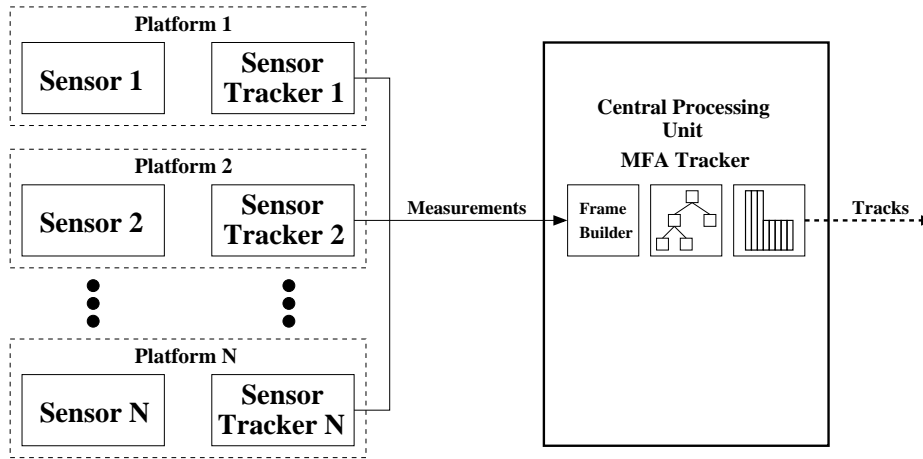 Platform 1
Sensor 1
Sensor
Tracker 1
Platform 2
Sensor 2
Sensor
Tracker 2
Platform N
Sensor N
Sensor
Tracker N
Measurements
Central Processing
Unit
MFA Tracker
Frame
Builder
Tracks